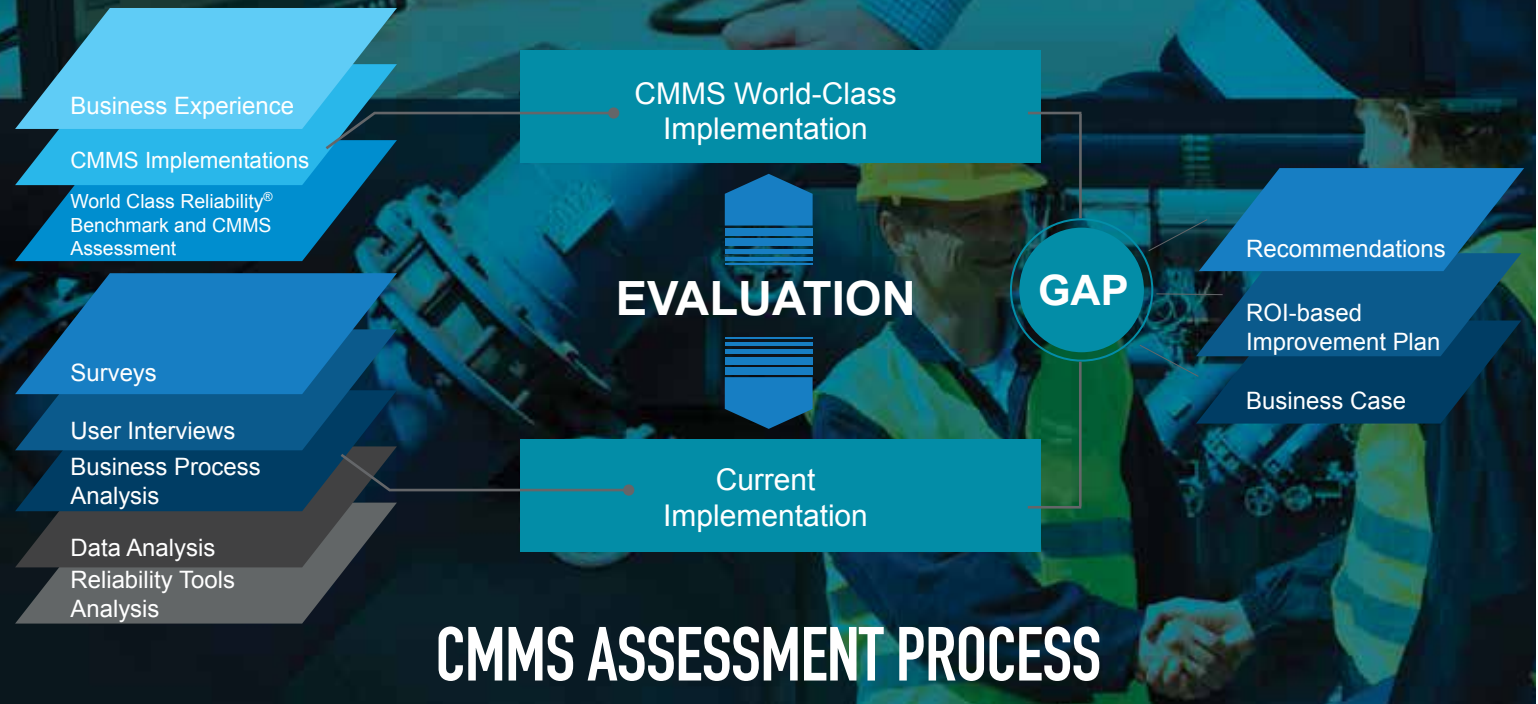 Business Experience
CMMS Implementations
World Class Reliability®
Benchmark and CMMS
Assessment
Surveys
User Interviews
Business Process
Analysis
Data Analysis
Reliability Tools
Analysis
CMMS World-Class
Implementation
EVALUATION
Current
Implementation
GAP
Recommendations
ROI-based
Improvement Plan
Business Case
CMMS ASSESSMENT PROCESS